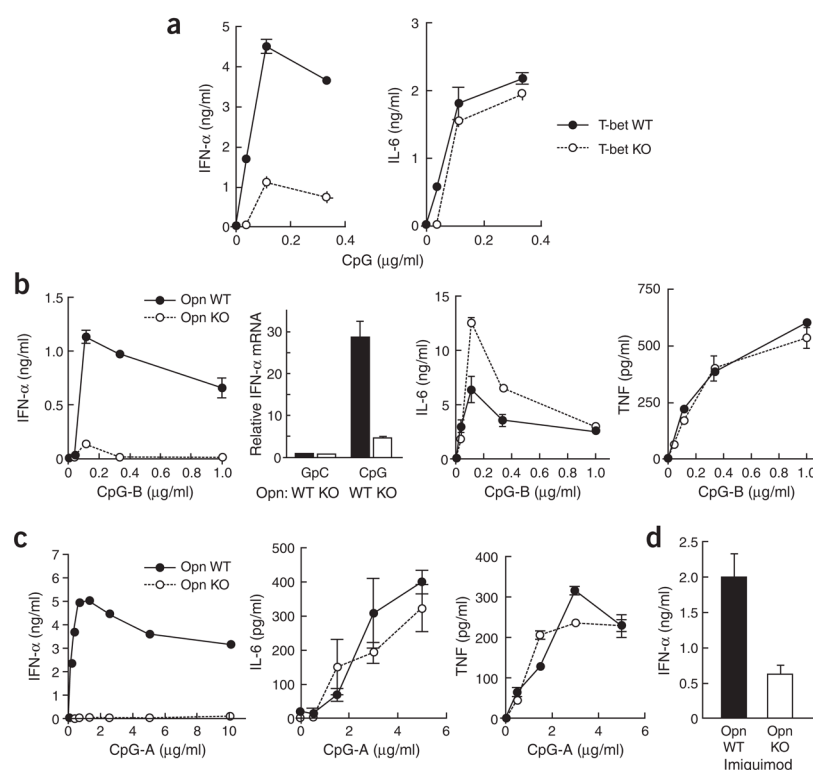 a
IFN-α (ng/ml)
5
4
3
2
1
0
0 0.2 0.4
IL-6 (ng/ml)
3
2
1
0
0 0.2 0.4
CpG (μg/ml)
T-bet WT
T-bet KO
b
IFN-α (ng/ml)
1.5
1.0
0.5
0
0 0.2 0.4 0.6 0.8 1.0
CpG-B (μg/ml)
Opn WT
Opn KO
Relative IFN-α mRNA
30
20
10
0
GpC CpG
Opn: WT KO WT KO
IL-6 (ng/ml)
15
10
5
0
0 0.2 0.4 0.6 0.8 1.0
CpG-B (μg/ml)
TNF (pg/ml)
750
500
250
0
0 0.2 0.4 0.6 0.8 1.0
CpG-B (μg/ml)
c
IFN-α (ng/ml)
7
6
5
4
3
2
1
0
0 2 4 6 8 10
CpG-A (μg/ml)
Opn WT
Opn KO
IL-6 (pg/ml)
500
400
300
200
100
0
0 2 4 6
CpG-A (μg/ml)
TNF (pg/ml)
400
300
200
100
0
0 2 4 6
CpG-A (μg/ml)
d
IFN-α (ng/ml)
2.5
2.0
1.5
1.0
0.5
0
Opn Opn
WT KO
Imiquimod